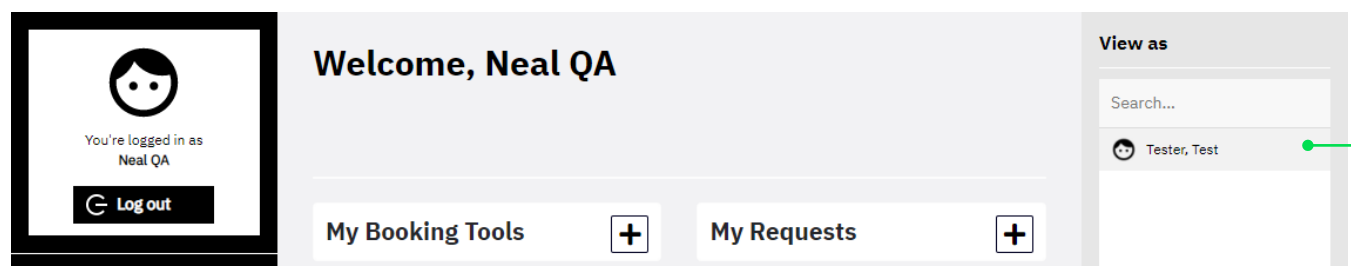 You're logged in as
Neal QA
Log out
Welcome, Neal QA
My Booking Tools
My Requests
View as
Search...
Tester, Test